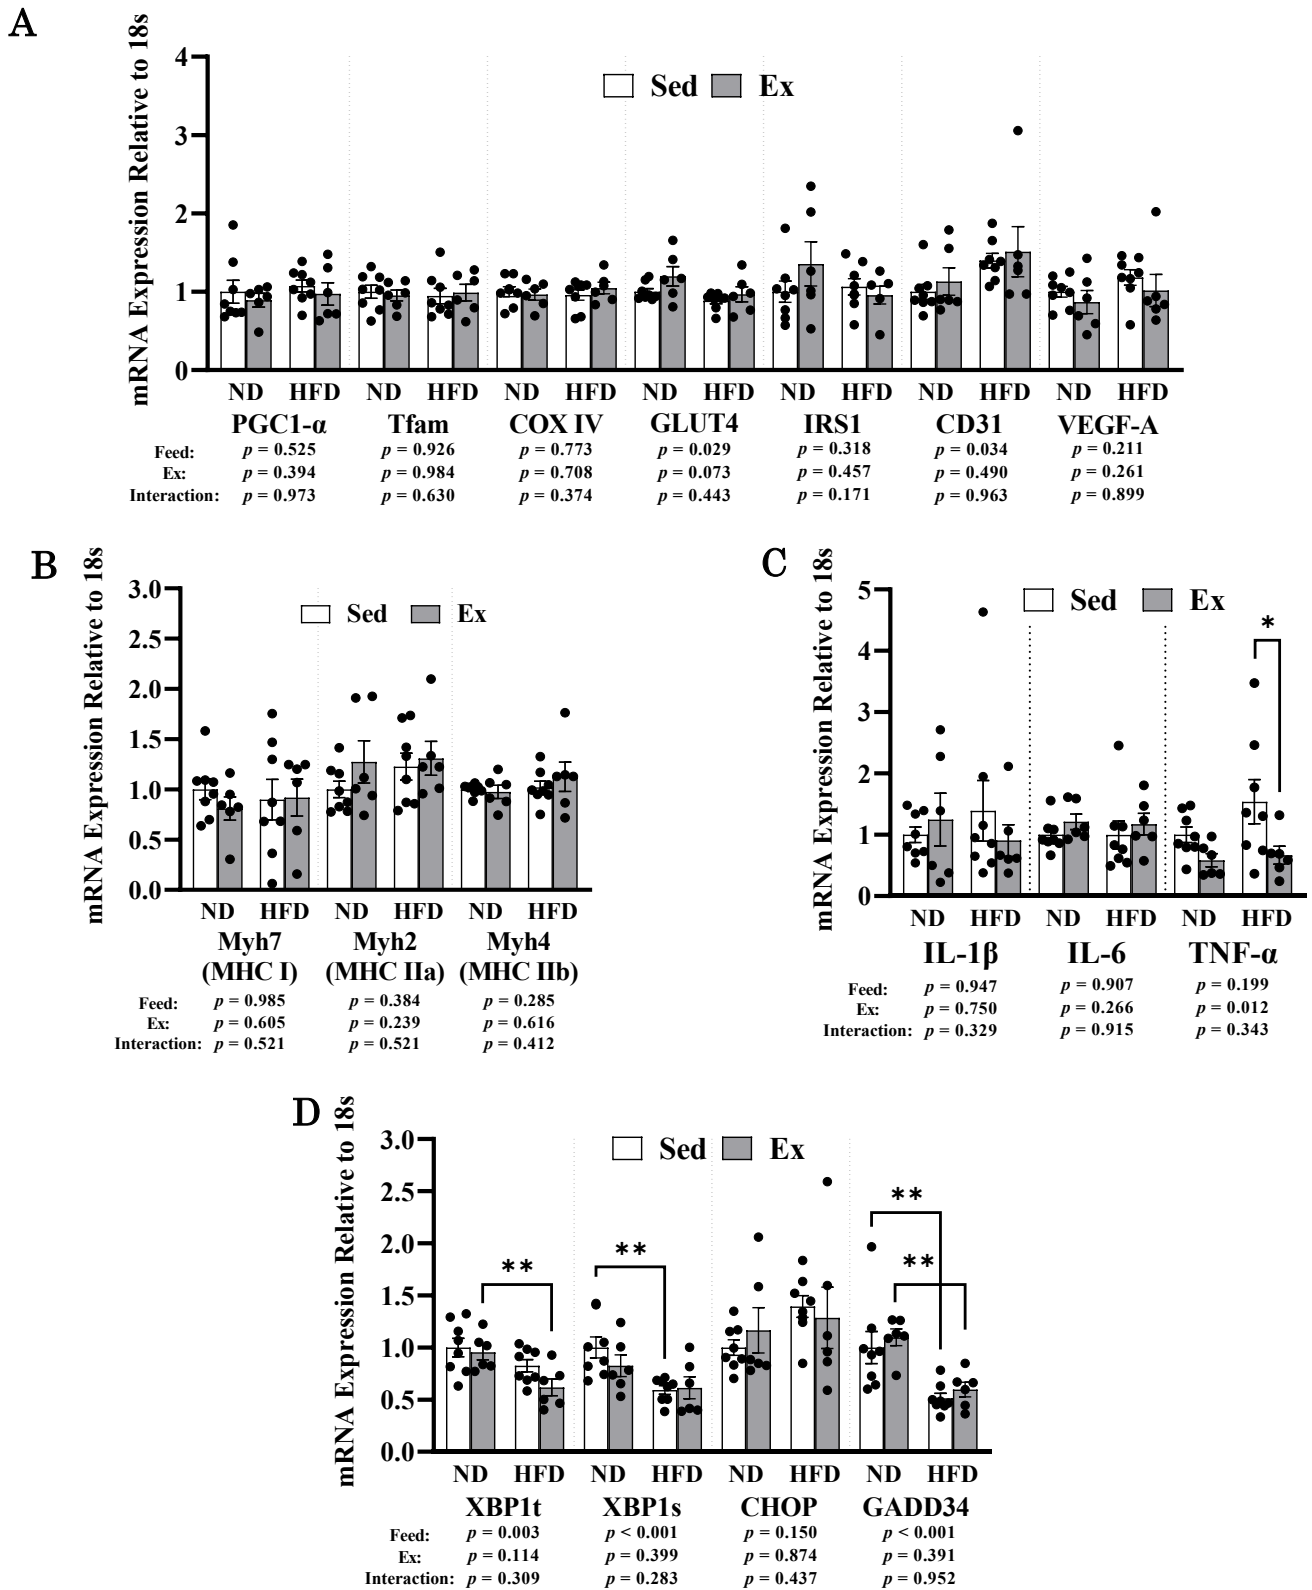 A
mRNA Expression Relative to 18s
4
3
2
1
0
Sed Ex
ND HFD ND HFD ND HFD ND HFD ND HFD ND HFD ND HFD
PGC1-α Tfam COX IV GLUT4 IRS1 CD31 VEGF-A
Feed: p = 0.525 p = 0.926 p = 0.773 p = 0.029 p = 0.318 p = 0.034 p = 0.211
Ex: p = 0.394 p = 0.984 p = 0.708 p = 0.073 p = 0.457 p = 0.490 p = 0.261
Interaction: p = 0.973 p = 0.630 p = 0.374 p = 0.443 p = 0.171 p = 0.963 p = 0.899
B
mRNA Expression Relative to 18s
3.0
2.5
2.0
1.5
1.0
0.5
0.0
Sed Ex
ND HFD ND HFD ND HFD
Myh7 Myh2 Myh4
(MHC I) (MHC IIa) (MHC IIb)
Feed: p = 0.985 p = 0.384 p = 0.285
Ex: p = 0.605 p = 0.239 p = 0.616
Interaction: p = 0.521 p = 0.521 p = 0.412
C
mRNA Expression Relative to 18s
5
4
3
2
1
0
Sed Ex
*
ND HFD ND HFD ND HFD
IL-1β IL-6 TNF-α
Feed: p = 0.947 p = 0.907 p = 0.199
Ex: p = 0.750 p = 0.266 p = 0.012
Interaction: p = 0.329 p = 0.915 p = 0.343
D
mRNA Expression Relative to 18s
3.0
2.5
2.0
1.5
1.0
0.5
0.0
Sed Ex
**
**
**
**
ND HFD ND HFD ND HFD ND HFD
XBP1t XBP1s CHOP GADD34
Feed: p = 0.003 p < 0.001 p = 0.150 p < 0.001
Ex: p = 0.114 p = 0.399 p = 0.874 p = 0.391
Interaction: p = 0.309 p = 0.283 p = 0.437 p = 0.952